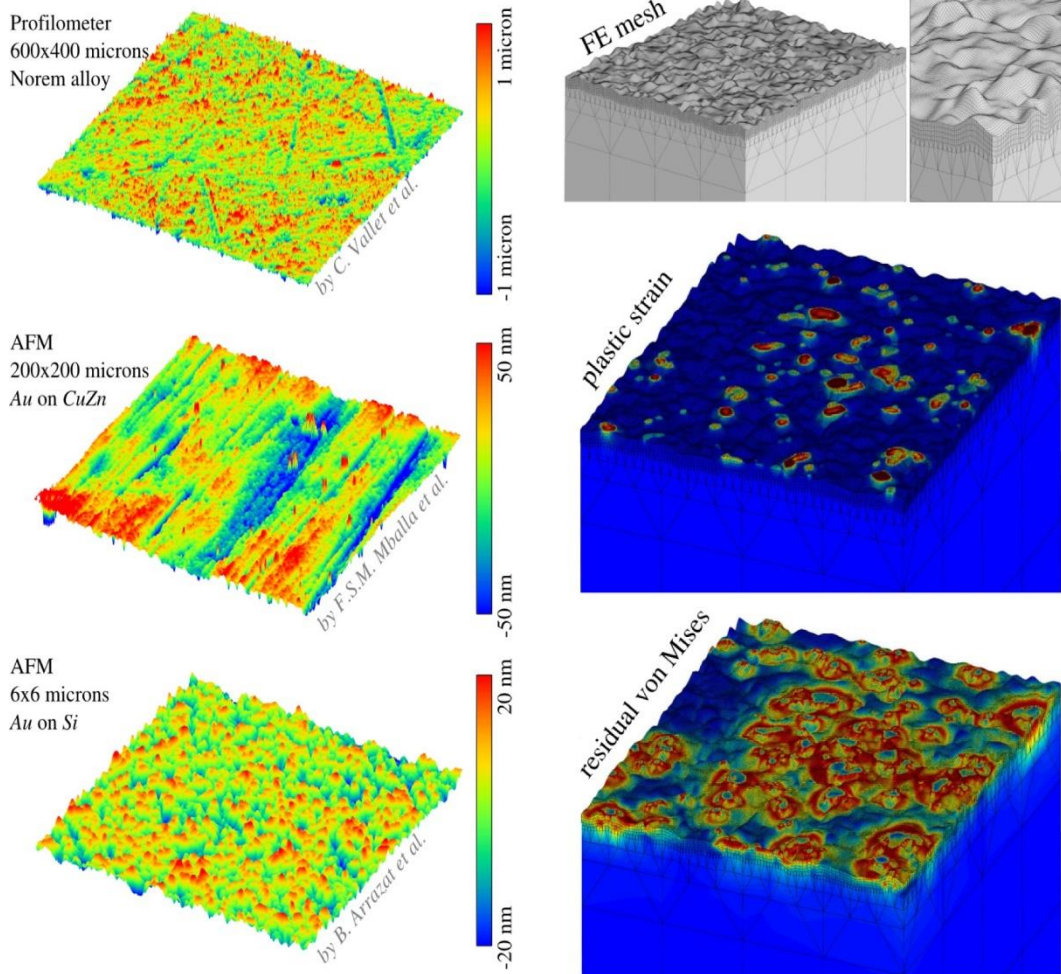 Profilometer
600x400 microns
Norem alloy
1 micron
-1 micron
by C. Vallet et al.
AFM
200x200 microns
Au on CuZn
50 nm
-50 nm
by F.S.M. Mballa et al.
AFM
6x6 microns
Au on Si
20 nm
-20 nm
by B. Arrazat et al.
FE mesh
plastic strain
residual von Mises